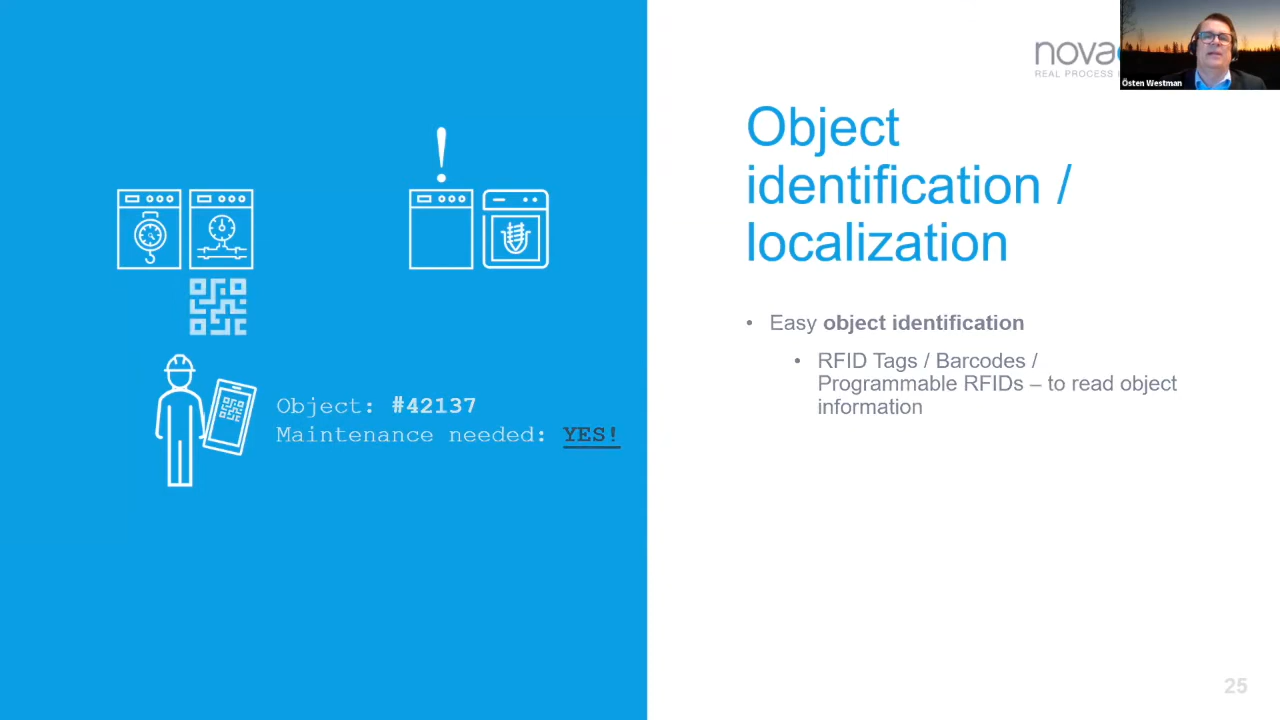 REAL PROCESS
Östen Westman
Object
identification /
localization
• Easy object identification
• RFID Tags / Barcodes /
Programmable RFIDs – to read object
information
!
Object: #42137
Maintenance needed: YES!
25